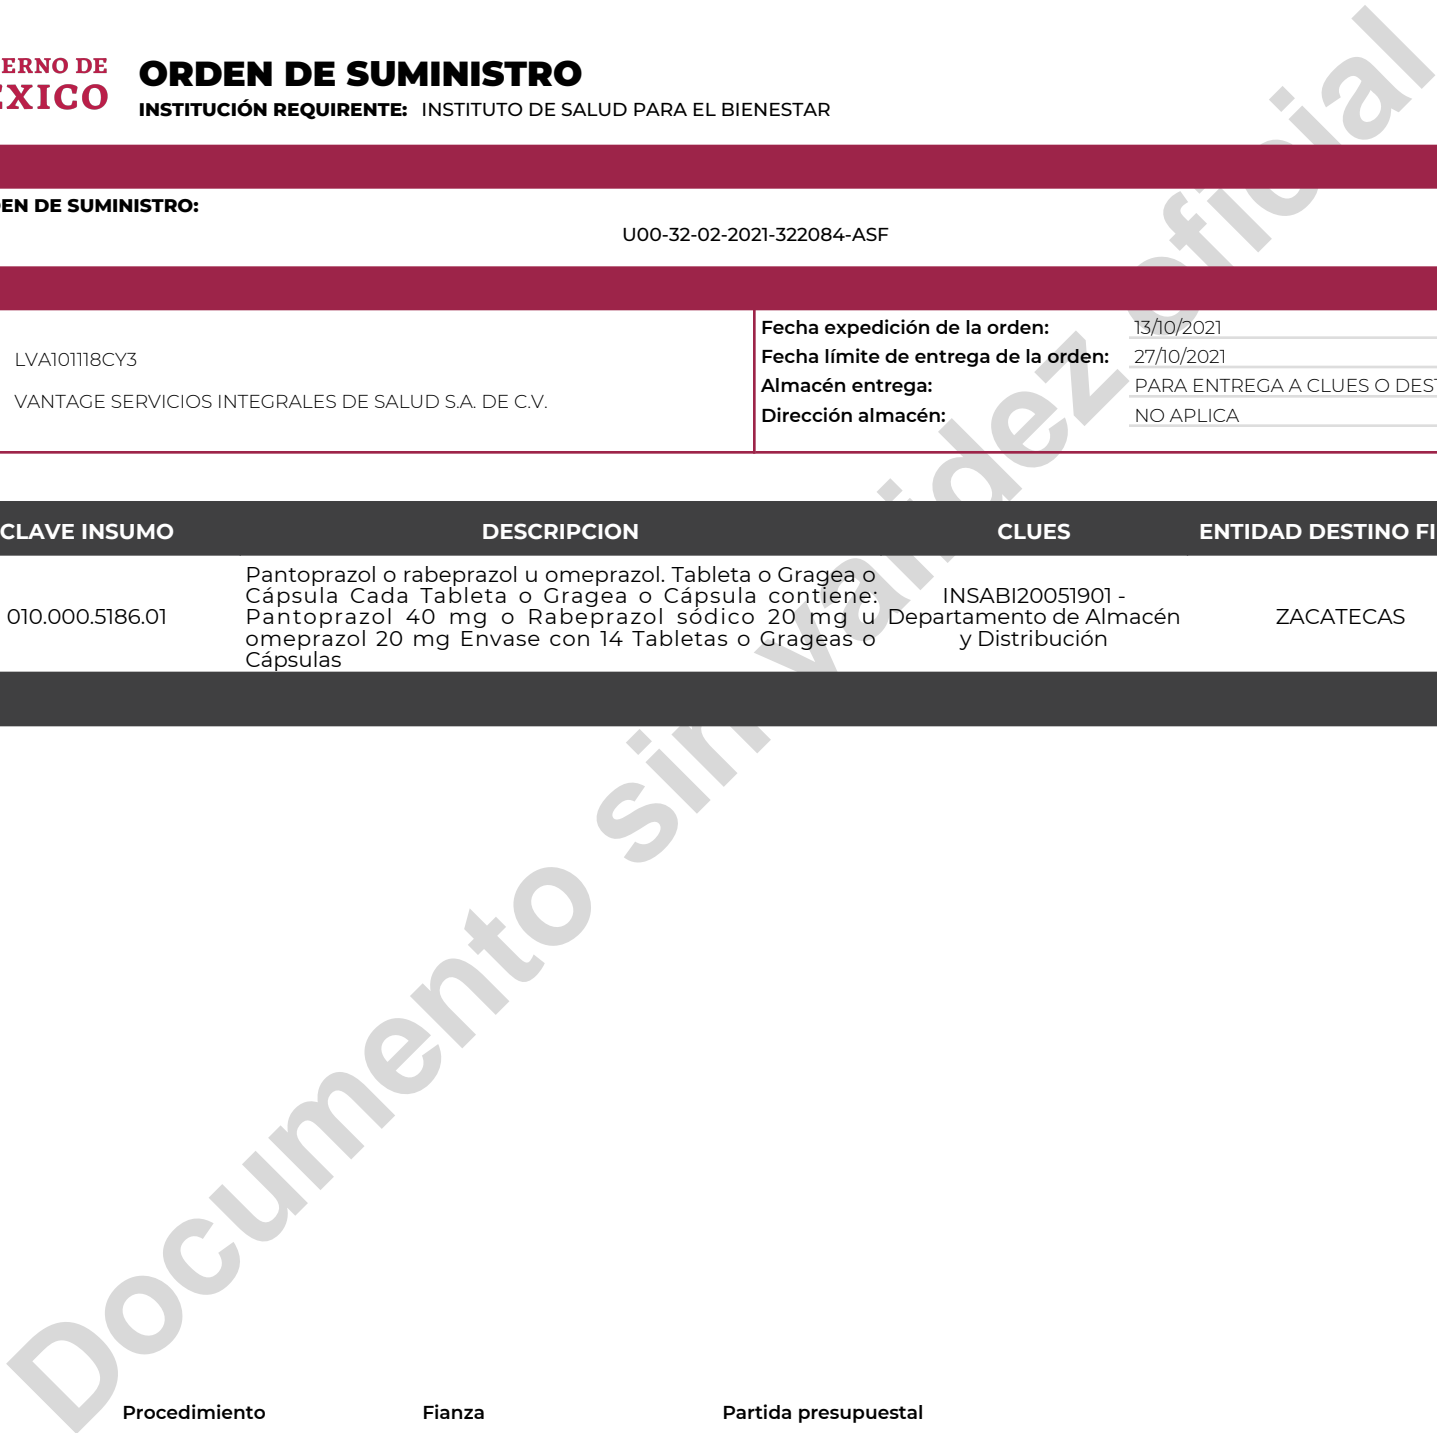 ERNO DE
EXICO
ORDEN DE SUMINISTRO
INSTITUCIÓN REQUIRENTE: INSTITUTO DE SALUD PARA EL BIENESTAR
EN DE SUMINISTRO:
U00-32-02-2021-322084-ASF
LVA101118CY3
VANTAGE SERVICIOS INTEGRALES DE SALUD S.A. DE C.V.
Fecha expedición de la orden: 13/10/2021
Fecha límite de entrega de la orden: 27/10/2021
Almacén entrega: PARA ENTREGA A CLUES O DEST
Dirección almacén: NO APLICA
CLAVE INSUMO DESCRIPCION CLUES ENTIDAD DESTINO FI
010.000.5186.01
Pantoprazol o rabeprazol u omeprazol. Tableta o Gragea o
Cápsula Cada Tableta o Gragea o Cápsula contiene:
Pantoprazol 40 mg o Rabeprazol sódico 20 mg u
omeprazol 20 mg Envase con 14 Tabletas o Grageas o
Cápsulas
INSABI20051901 -
Departamento de Almacén
y Distribución
ZACATECAS
Documento sin validez oficial
Procedimiento Fianza Partida presupuestal